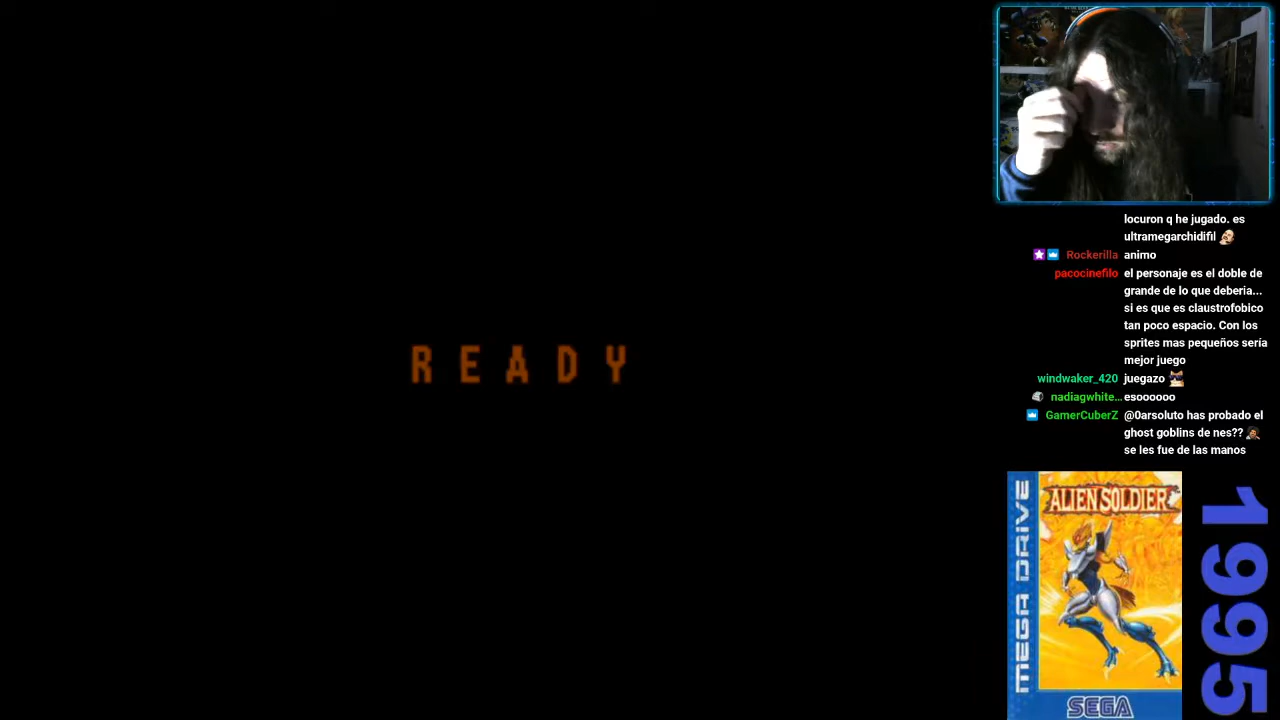 READY
locuron q he jugado. es
ultramegarchidifil
Rockerilla animo
pacocinefilo el personaje es el doble de
grande de lo que deberia...
si es que es claustrofobico
tan poco espacio. Con los
sprites mas pequeños sería
mejor juego
windwaker_420 juegazo
nadiagwhite... esoooooo
GamerCuberZ @0arsoluto has probado el
ghost goblins de nes??
se les fue de las manos
ALIEN SOLDIER
MEGA DRIVE
SEGA
1995